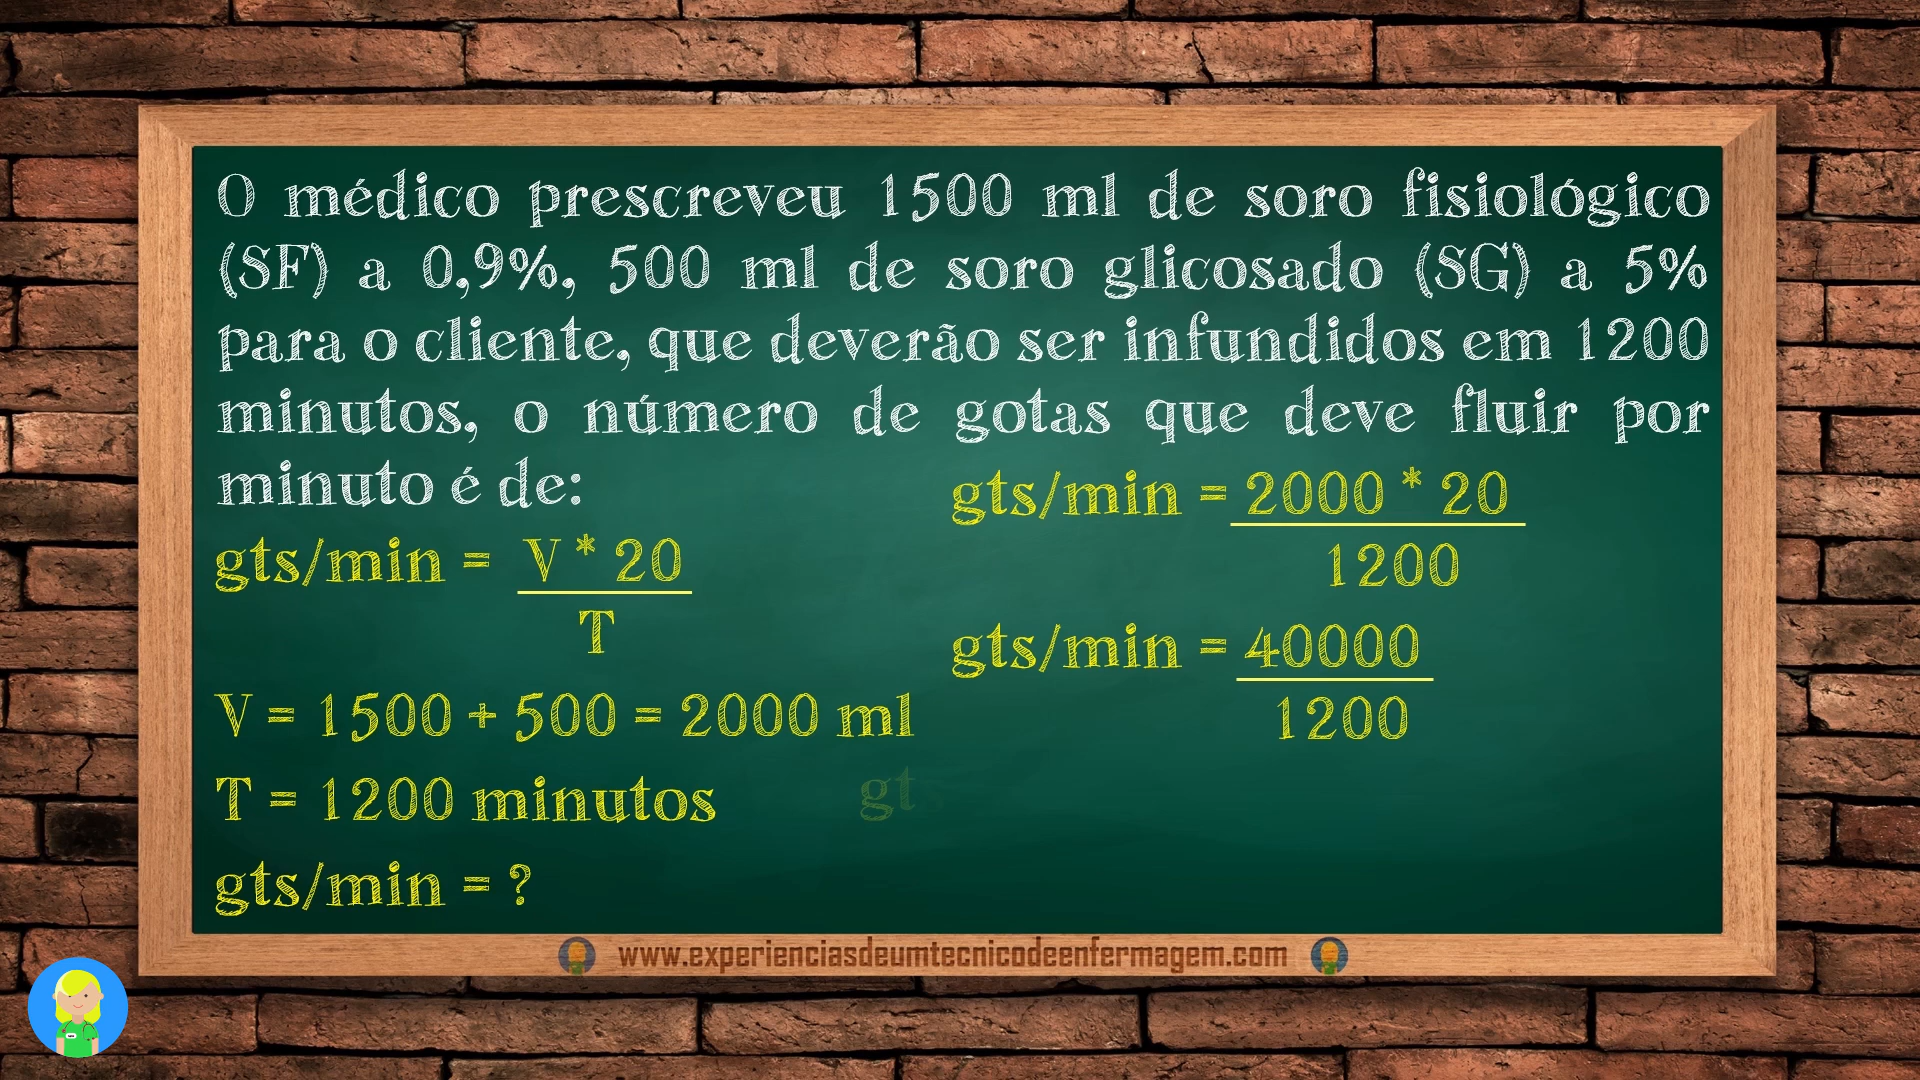 O médico prescreveu 1500 ml de soro fisiológico
(SF) a 0,9%, 500 ml de soro glicosado (SG) a 5%
para o cliente, que deverão ser infundidos em 1200
minutos, o número de gotas que deve fluir por
minuto é de:
gts/min = V * 20
T
V = 1500 + 500 = 2000 ml
T = 1200 minutos
gts/min = ?
gts/min = 2000 * 20
1200
gts/min = 40000
1200
gt
www.experienciasdeumtecnicodeenfermagem.com